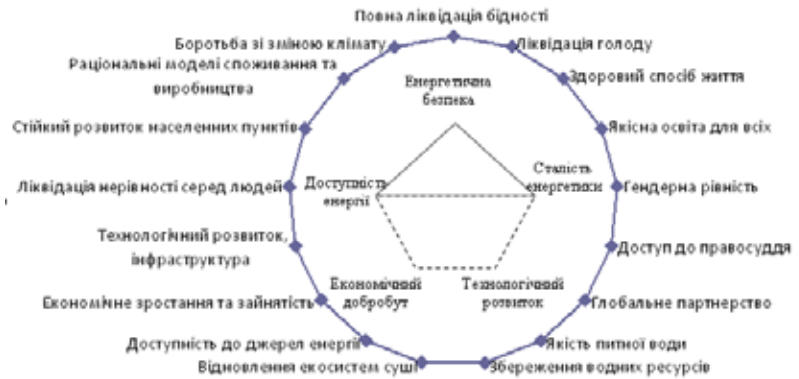 Повна ліквідація бідності
Боротьба зі зміною клімату
Ліквідація голоду
Раціональні моделі споживання та
виробництва
Здоровий спосіб життя
Енергетична
безпека
Стійкий розвиток населенних пунктів
Якісна освіта для всіх
Ліквідація нерівності серед людей
Доступність
енергії
Сталість
енергетики
Гендерна рівність
Технологічний розвиток,
інфраструктура
Доступ до правосуддя
Економічний
добробут
Технологічний
розвиток
Економічне зростання та зайнятість
Глобальне партнерство
Доступність до джерел енергії
Якість питної води
Відновлення екосистем суші
Збереження водних ресурсів